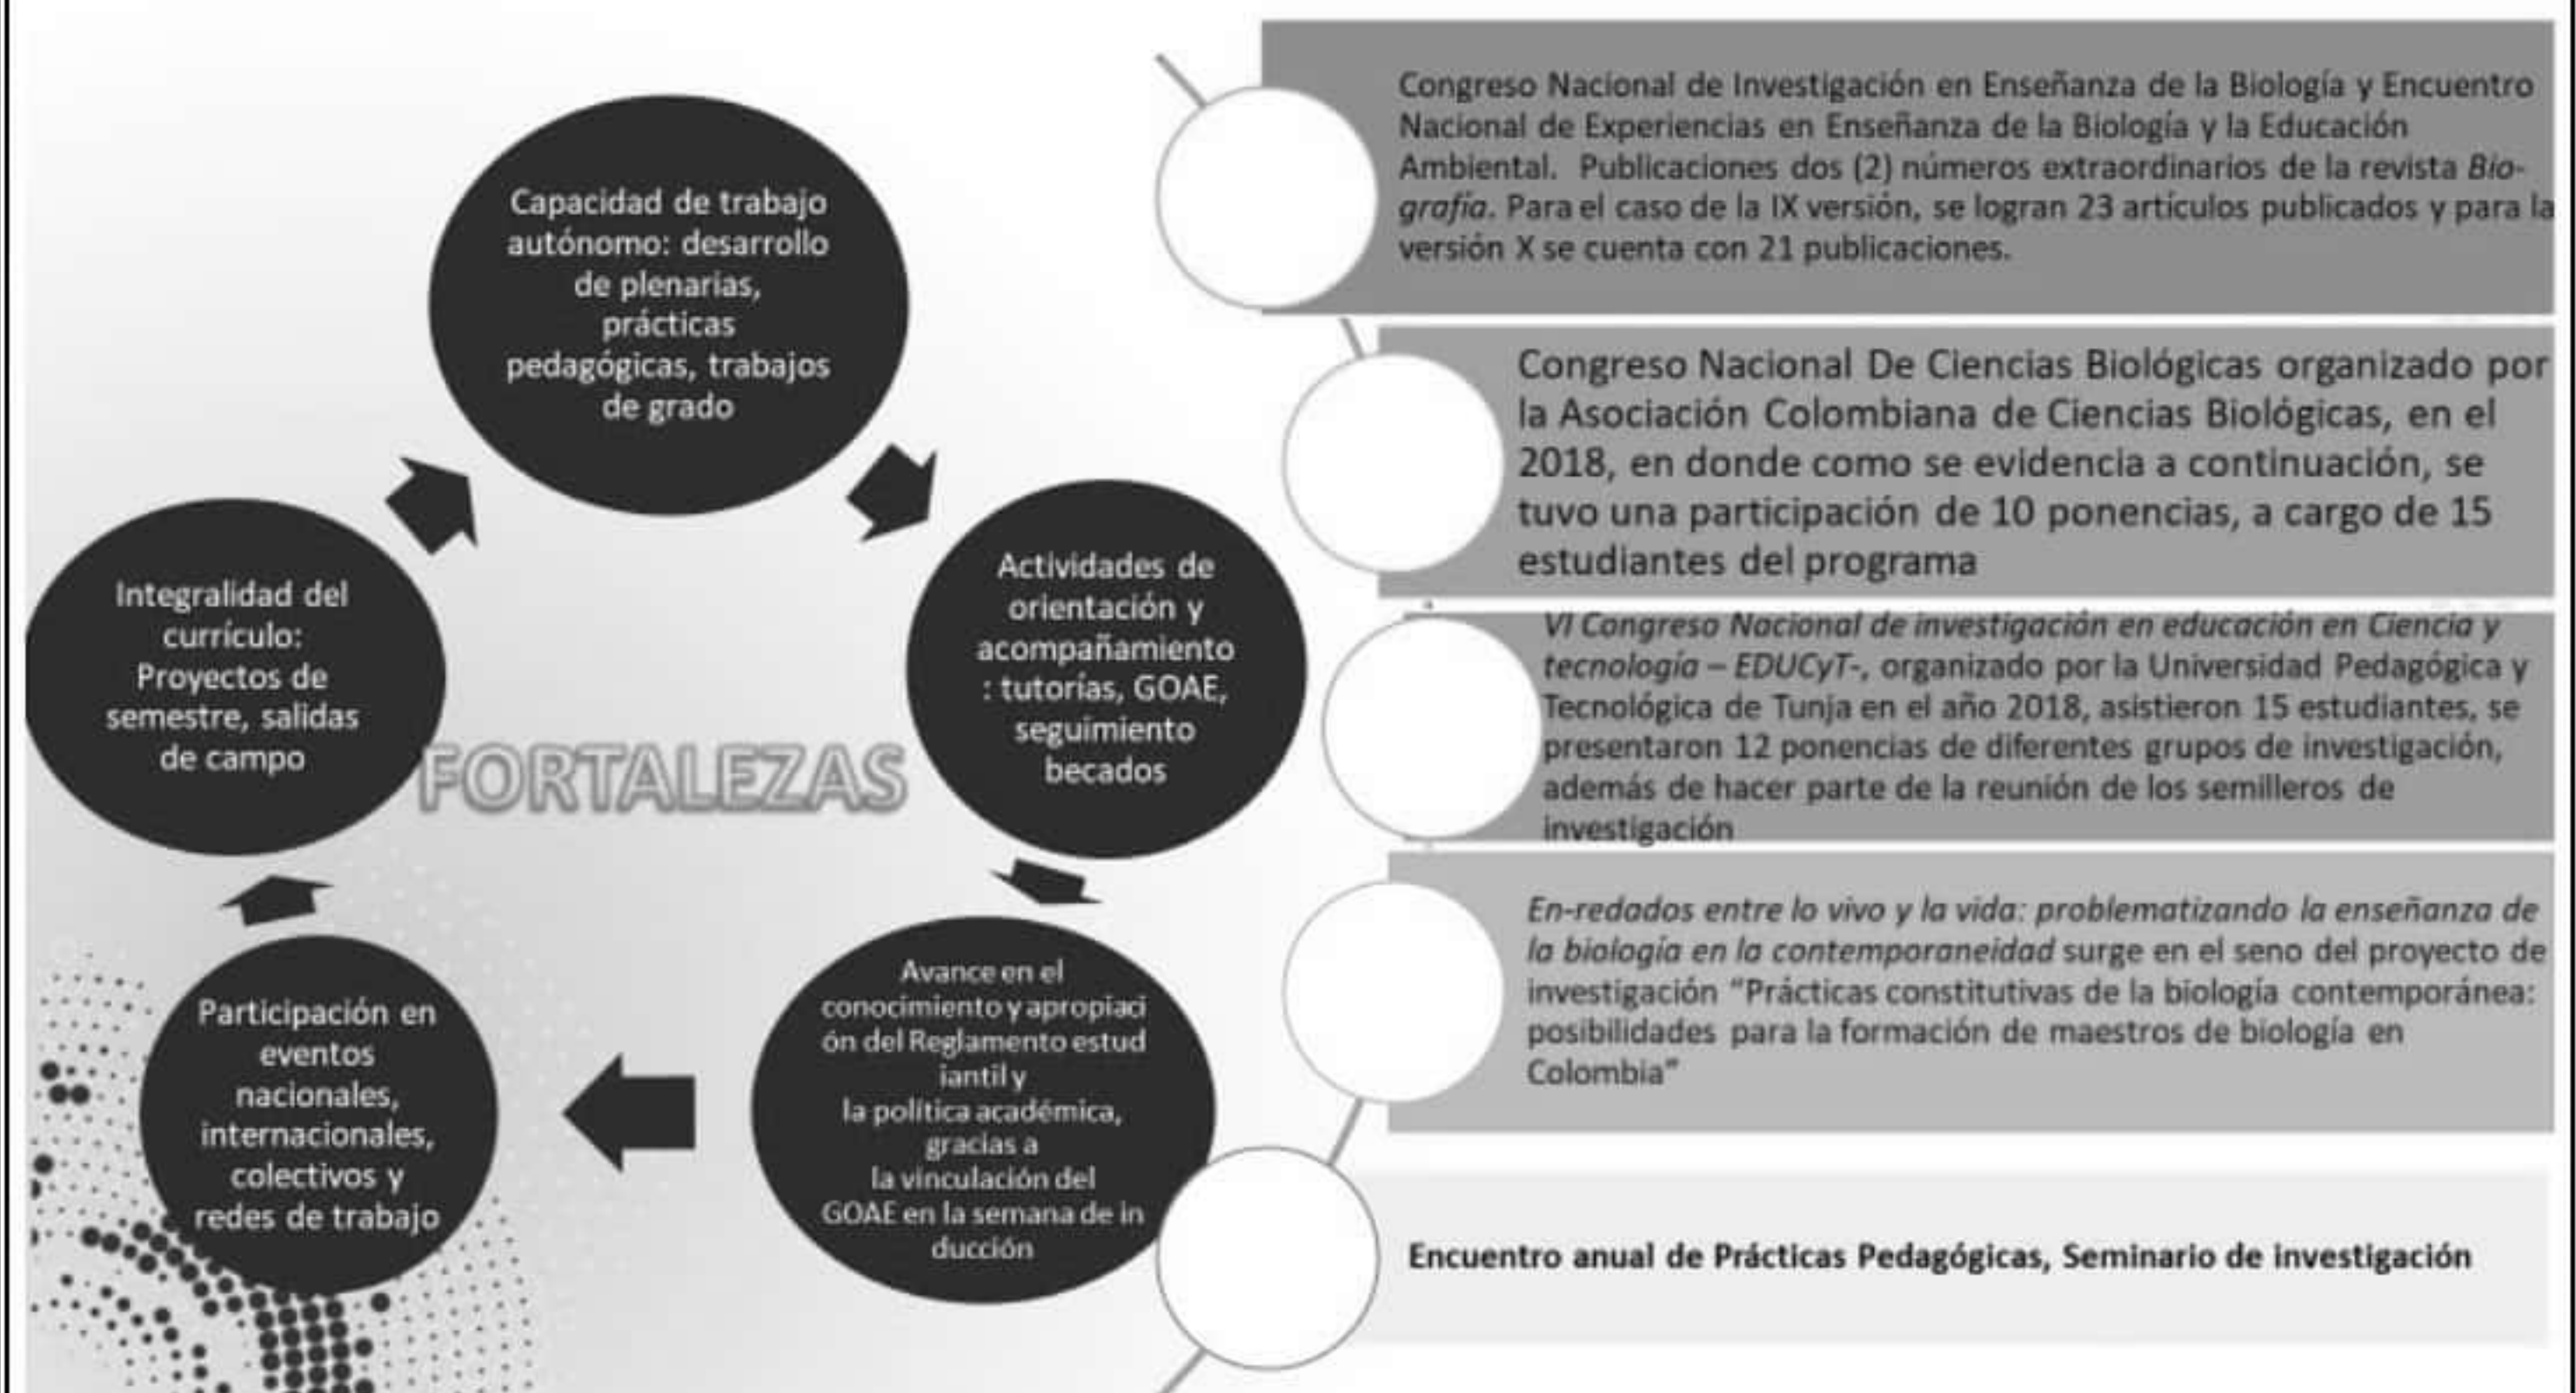 Capacidad de trabajo
autónomo: desarrollo
de plenarias,
prácticas
pedagógicas, trabajos
de grado
Actividades de
orientación y
acompañamiento
: tutorías, GOAE,
seguimiento
becados
Avance en el
conocimiento y apropiaci
ón del Reglamento estud
iantil y
la política académica,
gracias a
la vinculación del
GOAE en la semana de in
ducción
Participación en
eventos
nacionales,
internacionales,
colectivos y
redes de trabajo
Integralidad del
currículo:
Proyectos de
semestre, salidas
de campo
FORTALEZAS
Congreso Nacional de Investigación en Enseñanza de la Biología y Encuentro
Nacional de Experiencias en Enseñanza de la Biología y la Educación
Ambiental. Publicaciones dos (2) números extraordinarios de la revista Bio-
grafía. Para el caso de la IX versión, se logran 23 artículos publicados y para la
versión X se cuenta con 21 publicaciones.
Congreso Nacional De Ciencias Biológicas organizado por
la Asociación Colombiana de Ciencias Biológicas, en el
2018, en donde como se evidencia a continuación, se
tuvo una participación de 10 ponencias, a cargo de 15
estudiantes del programa
VI Congreso Nacional de investigación en educación en Ciencia y
tecnología – EDUCyT-, organizado por la Universidad Pedagógica y
Tecnológica de Tunja en el año 2018, asistieron 15 estudiantes, se
presentaron 12 ponencias de diferentes grupos de investigación,
además de hacer parte de la reunión de los semilleros de
investigación
En-redados entre lo vivo y la vida: problematizando la enseñanza de
la biología en la contemporaneidad surge en el seno del proyecto de
investigación "Prácticas constitutivas de la biología contemporánea:
posibilidades para la formación de maestros de biología en
Colombia"
Encuentro anual de Prácticas Pedagógicas, Seminario de investigación